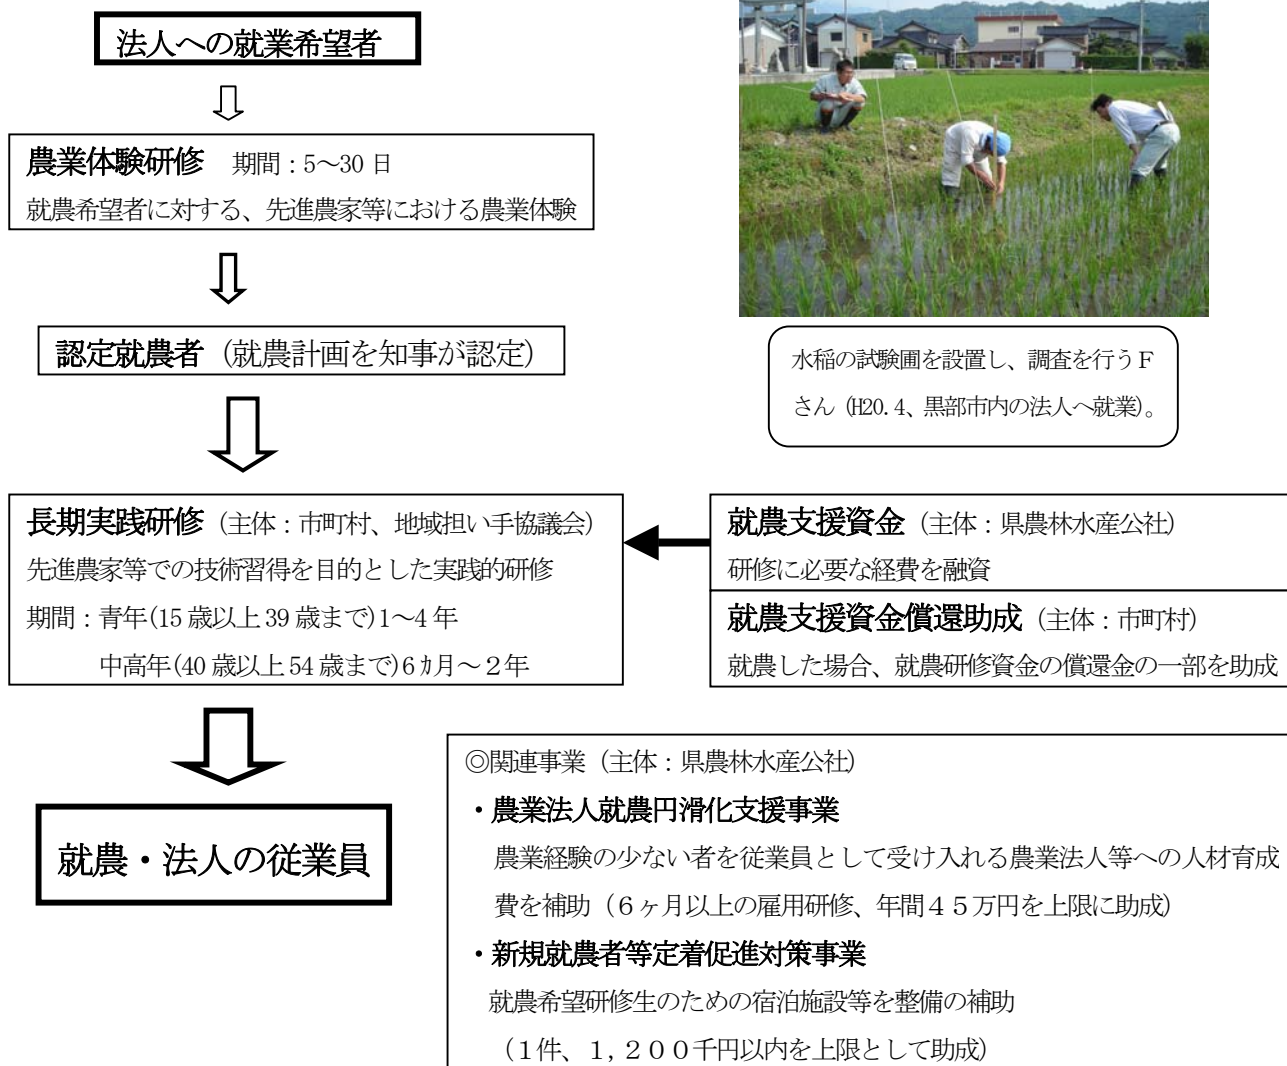 法人への就業希望者
農業体験研修　期間：5～30 日
就農希望者に対する、先進農家等における農業体験
認定就農者（就農計画を知事が認定）
水稲の試験圃を設置し、調査を行うＦ
さん（H20.4、黒部市内の法人へ就業）。
長期実践研修（主体：市町村、地域担い手協議会）
先進農家等での技術習得を目的とした実践的研修
期間：青年(15 歳以上 39 歳まで)1～4 年
中高年(40 歳以上 54 歳まで)6 ｶ月～２年
就農支援資金（主体：県農林水産公社）
研修に必要な経費を融資
就農支援資金償還助成（主体：市町村）
就農した場合、就農研修資金の償還金の一部を助成
就農・法人の従業員
◎関連事業（主体：県農林水産公社）
・農業法人就農円滑化支援事業
農業経験の少ない者を従業員として受け入れる農業法人等への人材育成
費を補助（６ヶ月以上の雇用研修、年間４５万円を上限に助成）
・新規就農者等定着促進対策事業
就農希望研修生のための宿泊施設等を整備の補助
（１件、１，２００千円以内を上限として助成）